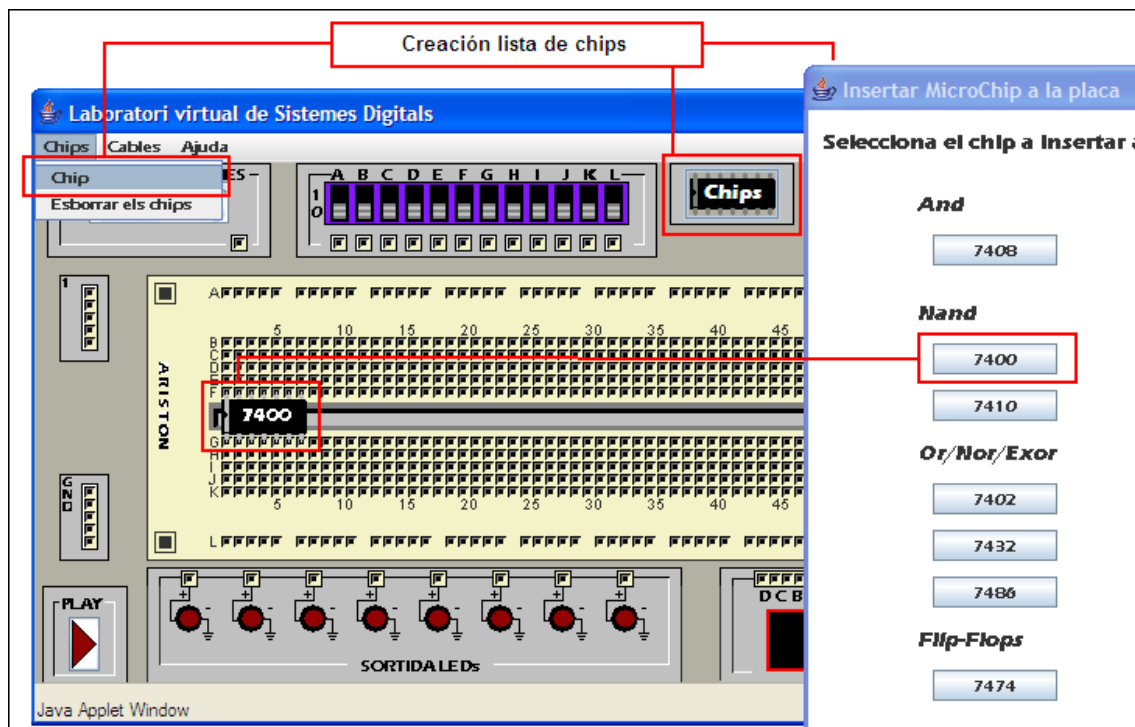 Creación lista de chips
Laboratori virtual de Sistemes Digitals
Chips Cables Ajuda
Chip
Esborrar els chips
ES
A B C D E F G H I J K L
1
0
Chips
1
GND
ARISTON
A
5 10 15 20 25 30 35 40 45
B
C
D
E
F
7400
G
H
I
J
K
5 10 15 20 25 30 35 40 45
L
PLAY
+ - + - + - + - + - + - + - + -
SORTIDA LEDs
D C B
Java Applet Window
Insertar MicroChip a la placa
Selecciona el chip a Insertar a
And
7408
Nand
7400
7410
Or/Nor/Exor
7402
7432
7486
Flip-Flops
7474